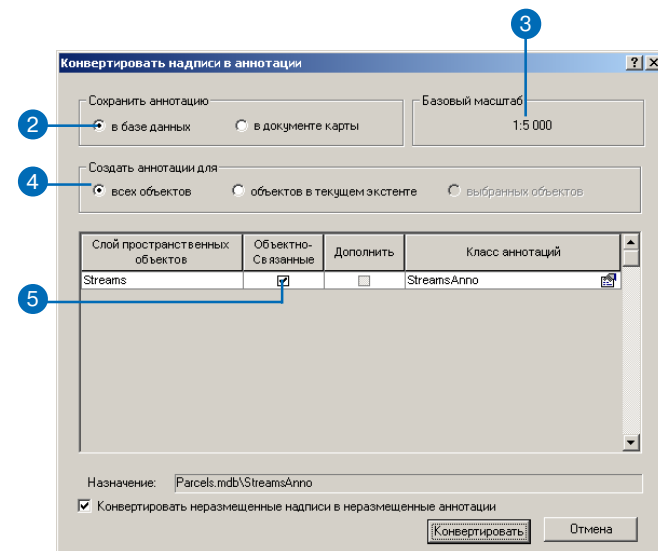 3
Конвертировать надписи в аннотации
Сохранить аннотацию
Базовый масштаб
2
в базе данных
в документе карты
1:5 000
Создать аннотации для
4
всех объектов
объектов в текущем экстенте
выбранных объектов
Слой пространственных объектов
Объектно-Связанные
Дополнить
Класс аннотаций
Streams
StreamsAnno
5
Назначение:
Parcels.mdb\StreamsAnno
Конвертировать неразмещенные надписи в неразмещенные аннотации
Конвертировать
Отмена